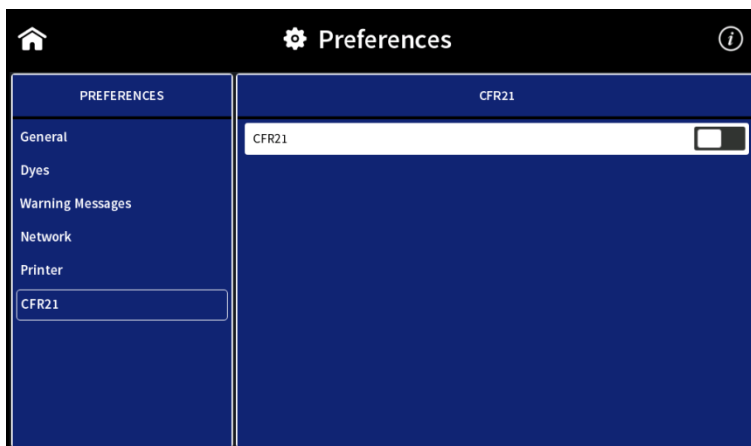 Preferences
i
PREFERENCES
General
Dyes
Warning Messages
Network
Printer
CFR21
CFR21
CFR21